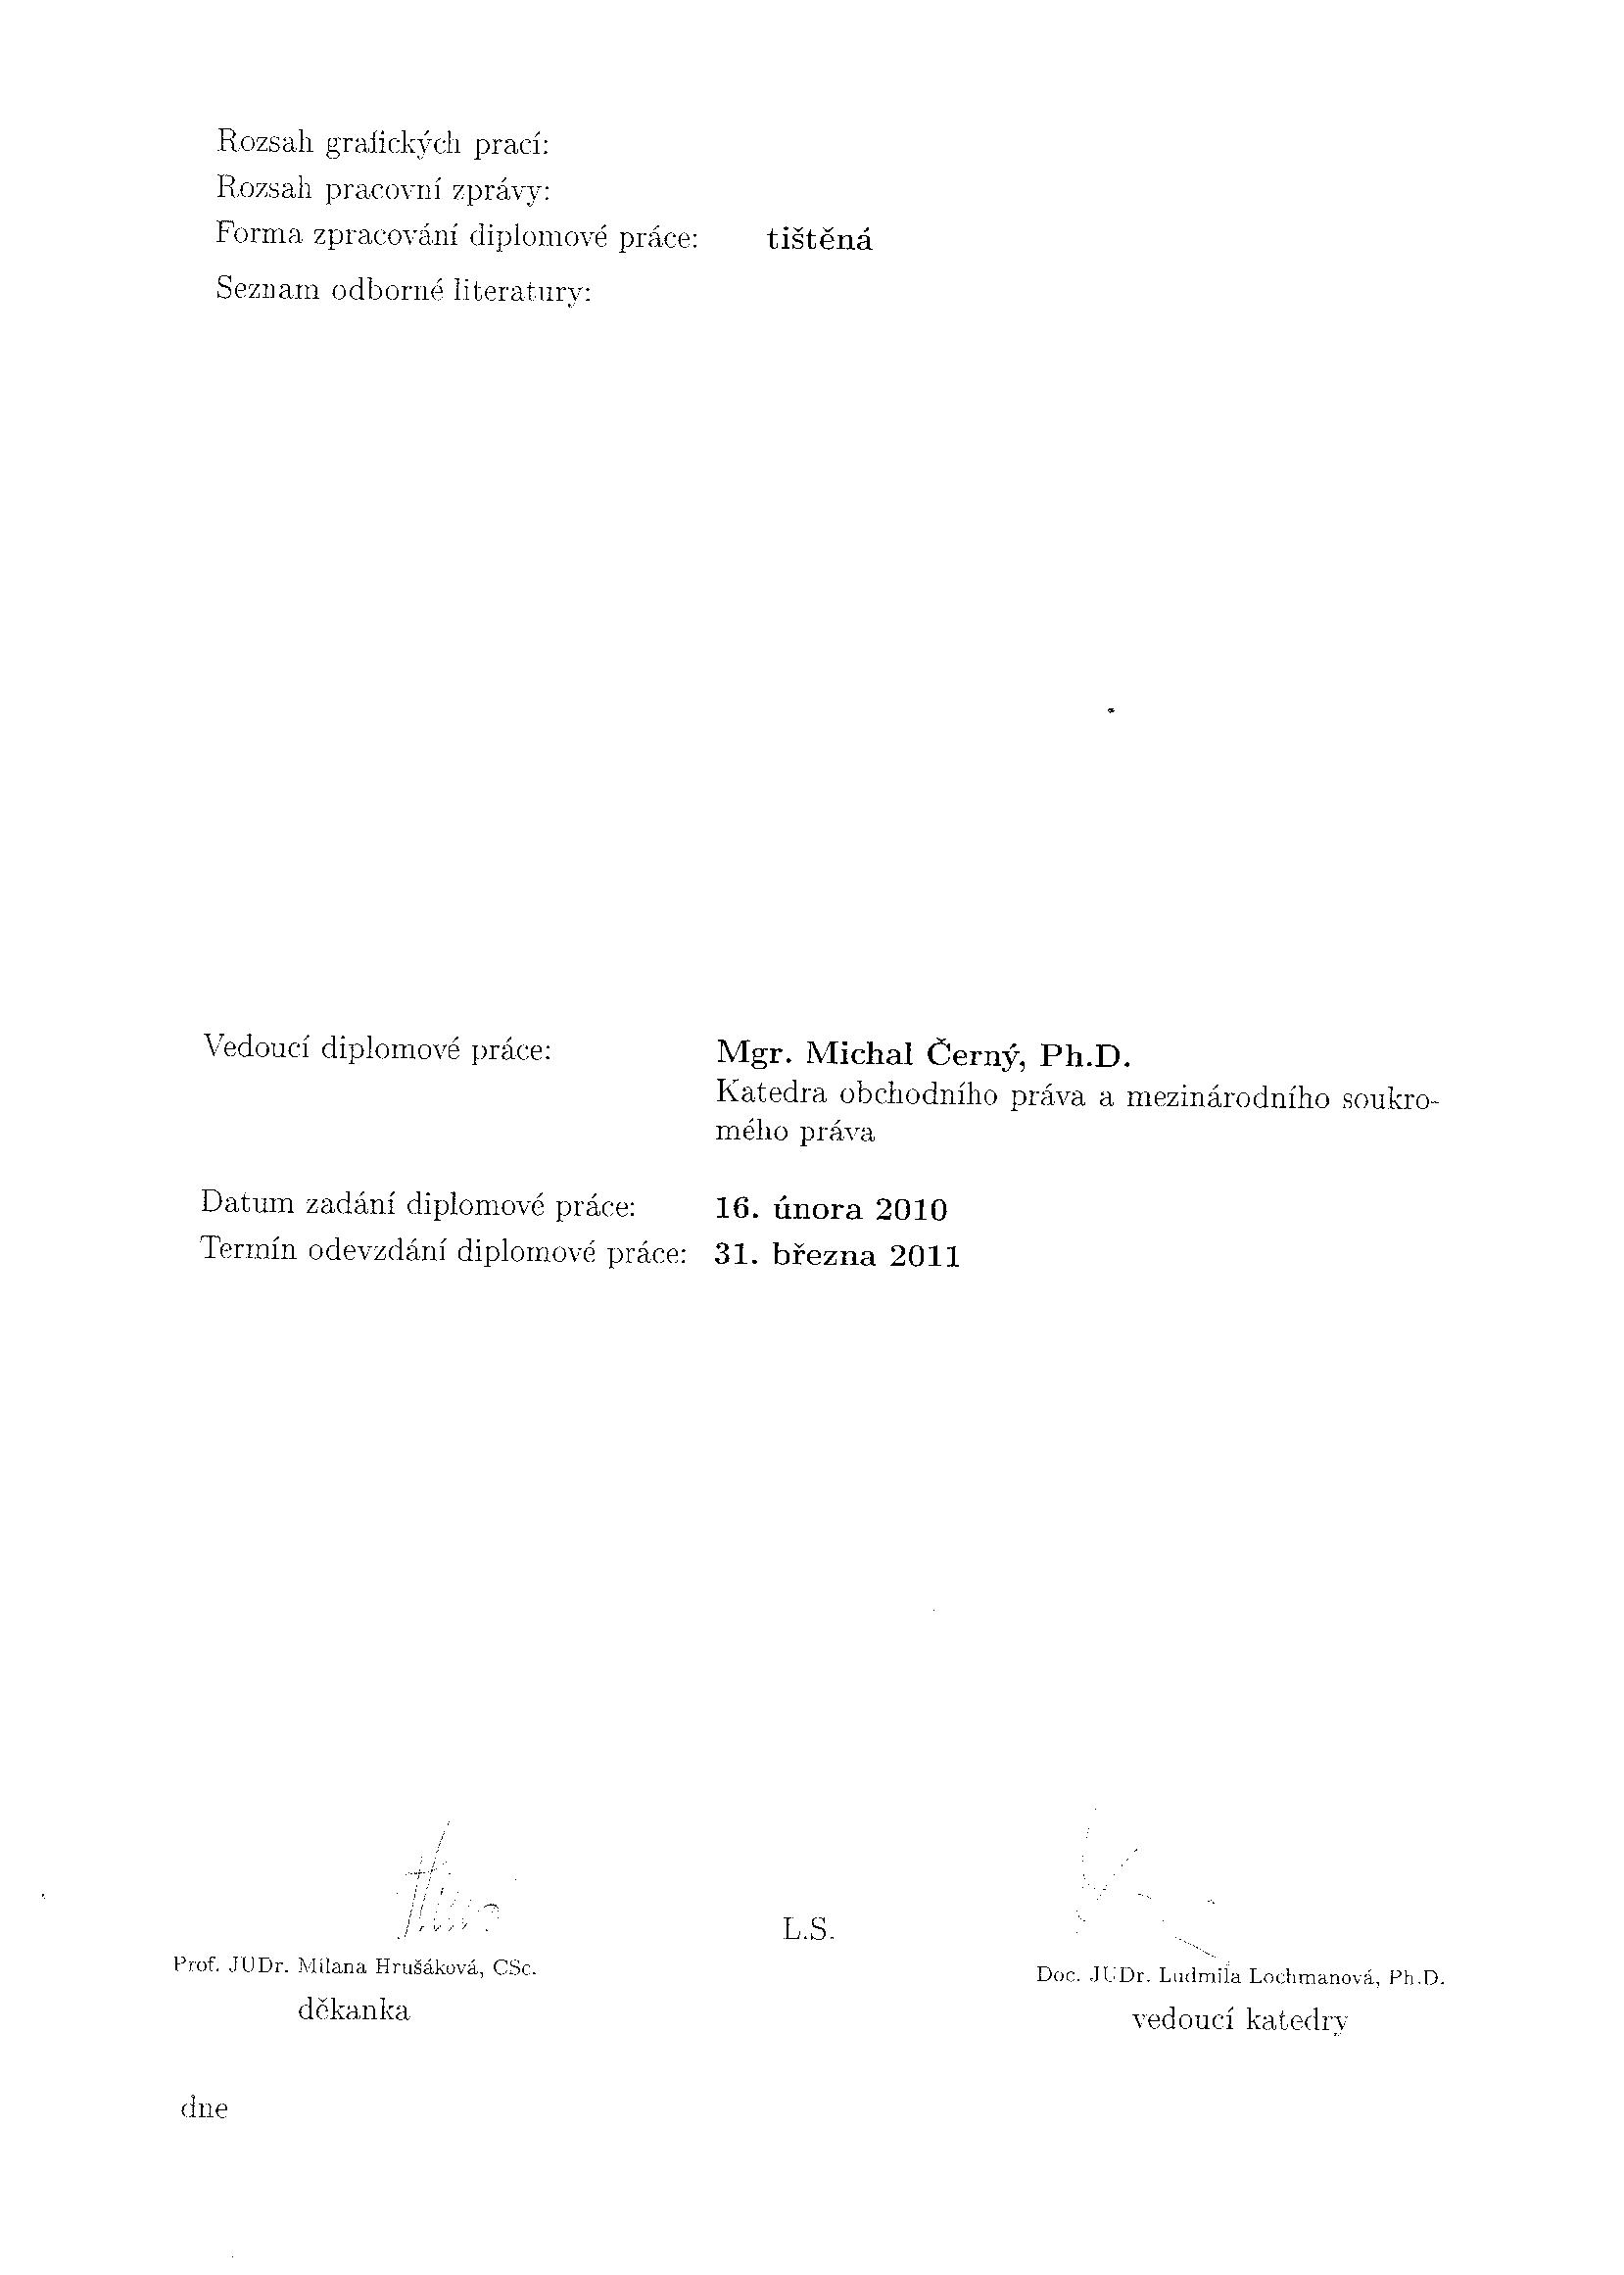 Rozsah grafických prací:
Rozsah pracovní zprávy:
Forma zpracování diplomové práce: tištěná
Seznam odborné literatury:
Vedoucí diplomové práce: Mgr. Michal Černý, Ph.D.
Katedra obchodního práva a mezinárodního soukro-
mého práva
Datum zadání diplomové práce: 16. února 2010
Termín odevzdání diplomové práce: 31. března 2011
L.S.
Prof. JUDr. Milana Hrušáková, CSc.
děkanka
Doc. JUDr. Ludmila Lochmanová, Ph.D.
vedoucí katedry
dne